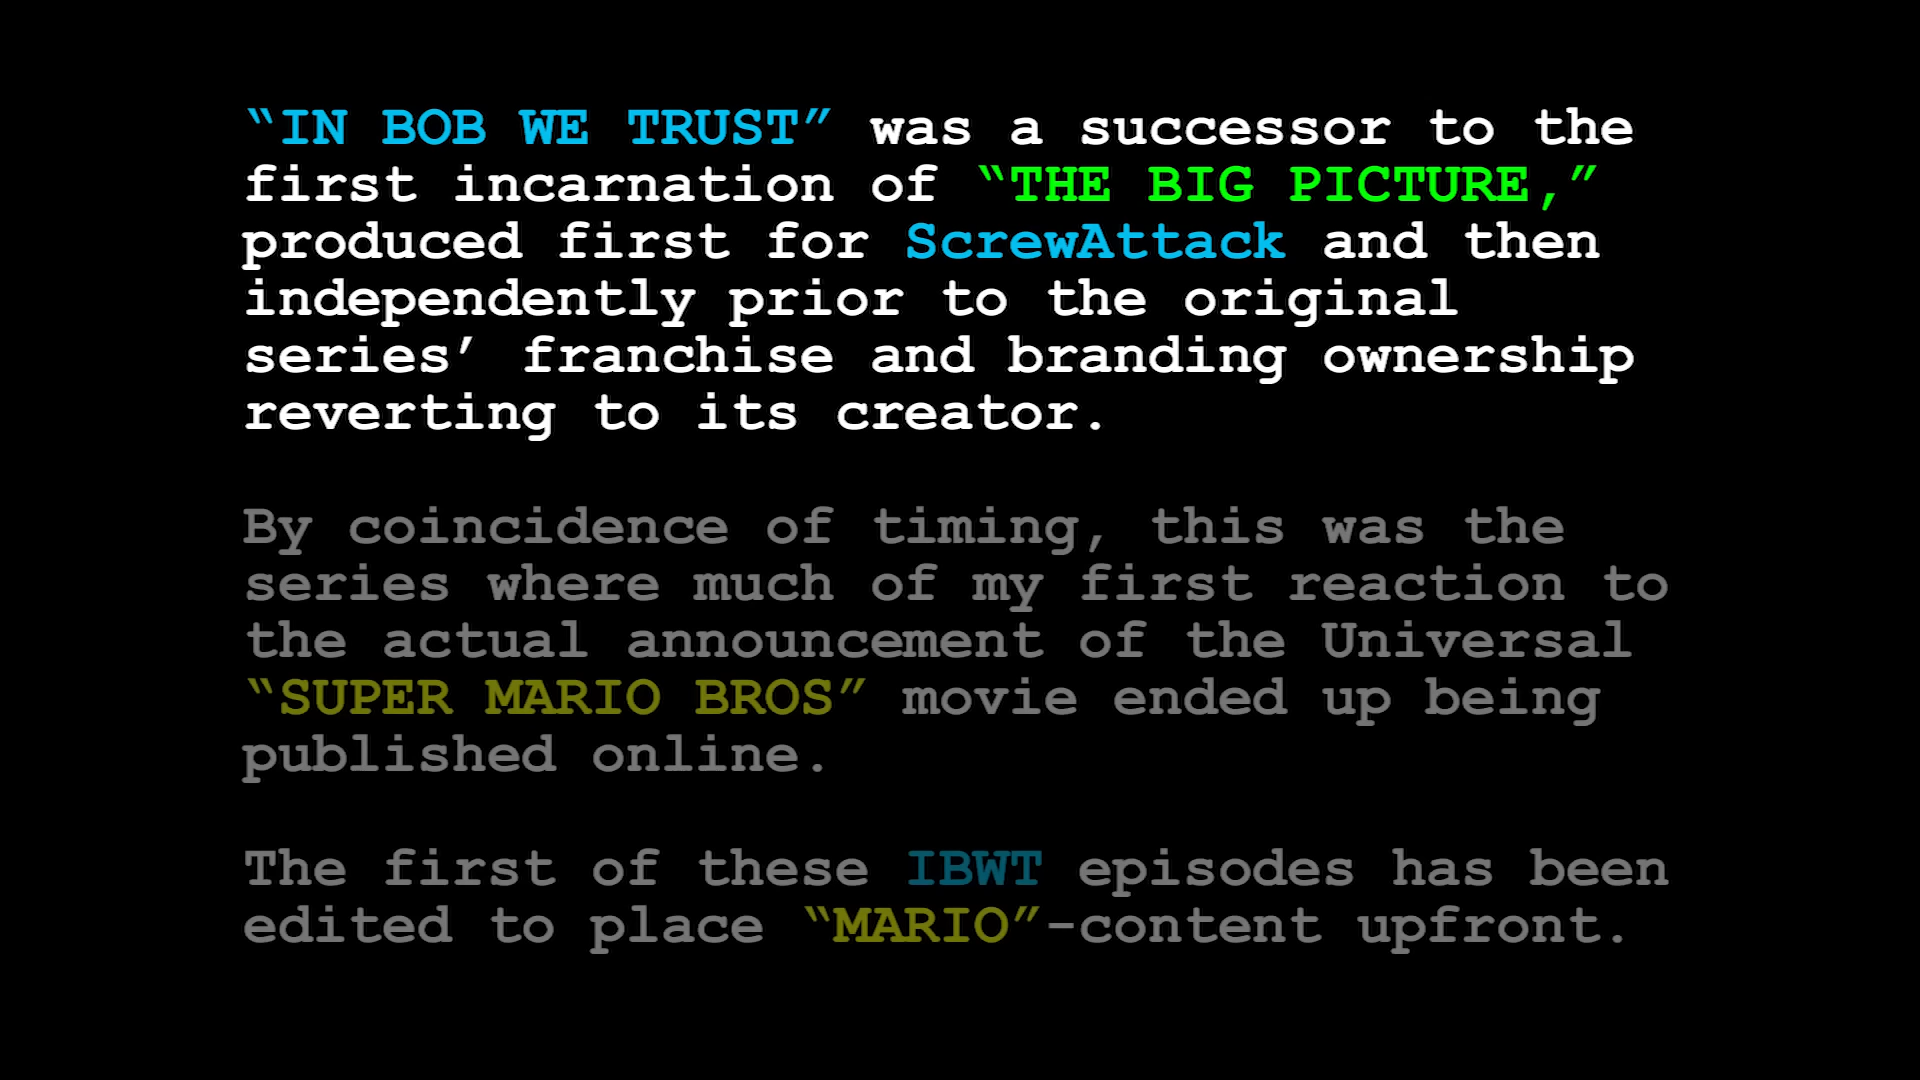 “IN BOB WE TRUST” was a successor to the
first incarnation of “THE BIG PICTURE,”
produced first for ScrewAttack and then
independently prior to the original
series’ franchise and branding ownership
reverting to its creator.
By coincidence of timing, this was the
series where much of my first reaction to
the actual announcement of the Universal
“SUPER MARIO BROS” movie ended up being
published online.
The first of these IBWT episodes has been
edited to place “MARIO”-content upfront.